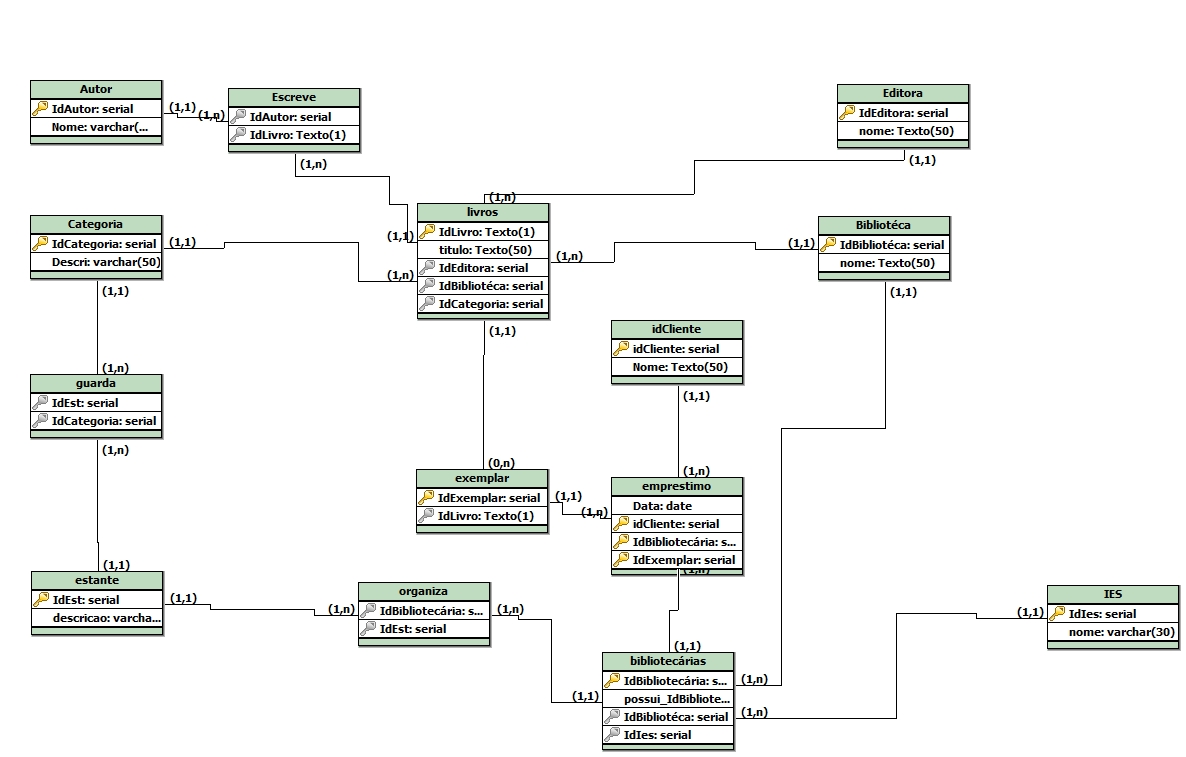 Autor
IdAutor: serial
Nome: varchar(...
(1,1)
(1,n)
Escreve
IdAutor: serial
IdLivro: Texto(1)
(1,n)
Editora
IdEditora: serial
nome: Texto(50)
(1,1)
Categoria
IdCategoria: serial
Descri: varchar(50)
(1,1)
(1,1)
(1,n)
livros
IdLivro: Texto(1)
titulo: Texto(50)
IdEditora: serial
IdBibliotéca: serial
IdCategoria: serial
(1,1)
(1,n)
(1,n)
(1,1)
Bibliotéca
IdBibliotéca: serial
nome: Texto(50)
(1,1)
idCliente
idCliente: serial
Nome: Texto(50)
(1,1)
(1,n)
guarda
IdEst: serial
IdCategoria: serial
(1,n)
(0,n)
exemplar
IdExemplar: serial
IdLivro: Texto(1)
(1,1)
(1,n)
(1,n)
emprestimo
Data: date
idCliente: serial
IdBibliotecária: s...
IdExemplar: serial
(1,n)
(1,1)
estante
IdEst: serial
descricao: varcha...
(1,1)
(1,n)
organiza
IdBibliotecária: s...
IdEst: serial
(1,n)
(1,1)
(1,1)
bibliotecárias
IdBibliotecária: s...
possui_IdBibliote...
IdBibliotéca: serial
IdIes: serial
(1,n)
(1,n)
(1,1)
IES
IdIes: serial
nome: varchar(30)